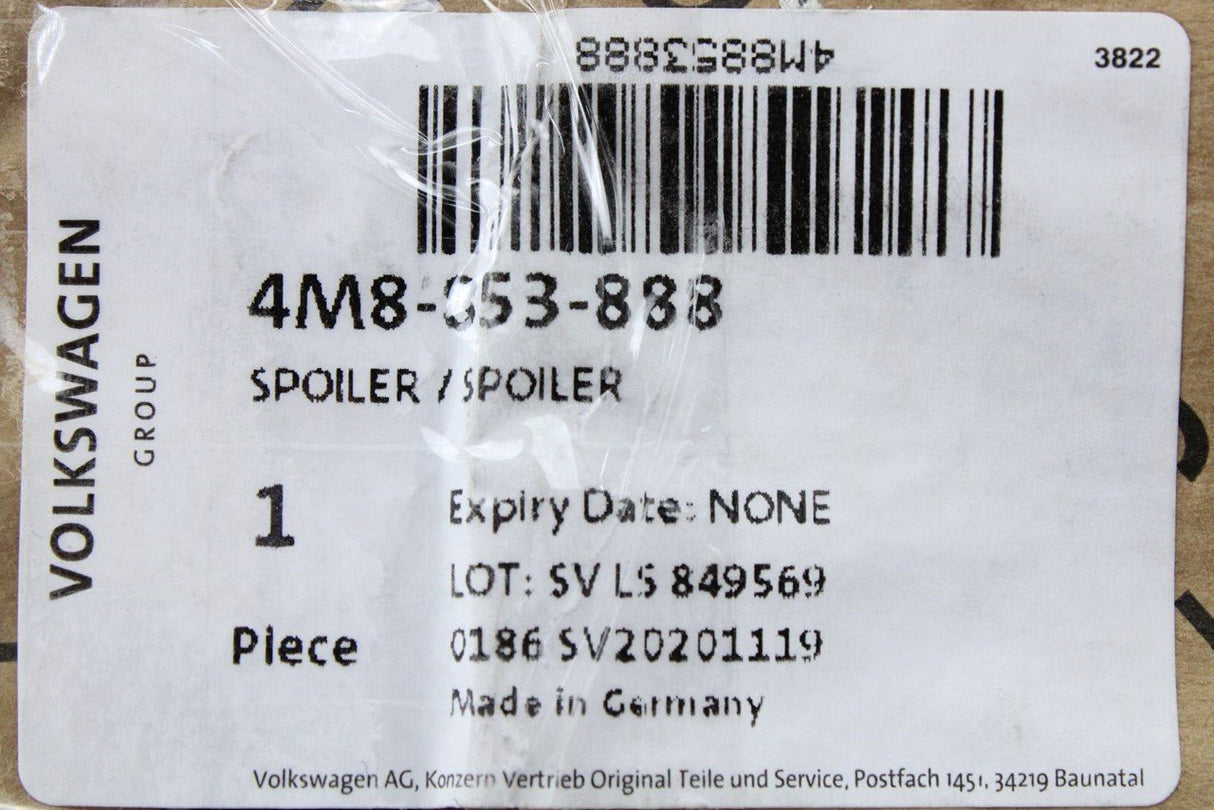 4M8853888
3822
4M8-853-888
SPOILER / SPOILER
1
Piece
Expiry Date: NONE
LOT: SV LS 849569
0186 SV20201119
Made in Germany
VOLKSWAGEN
GROUP
Volkswagen AG, Konzern Vertrieb Original Teile und Service, Postfach 1451, 34219 Baunatal